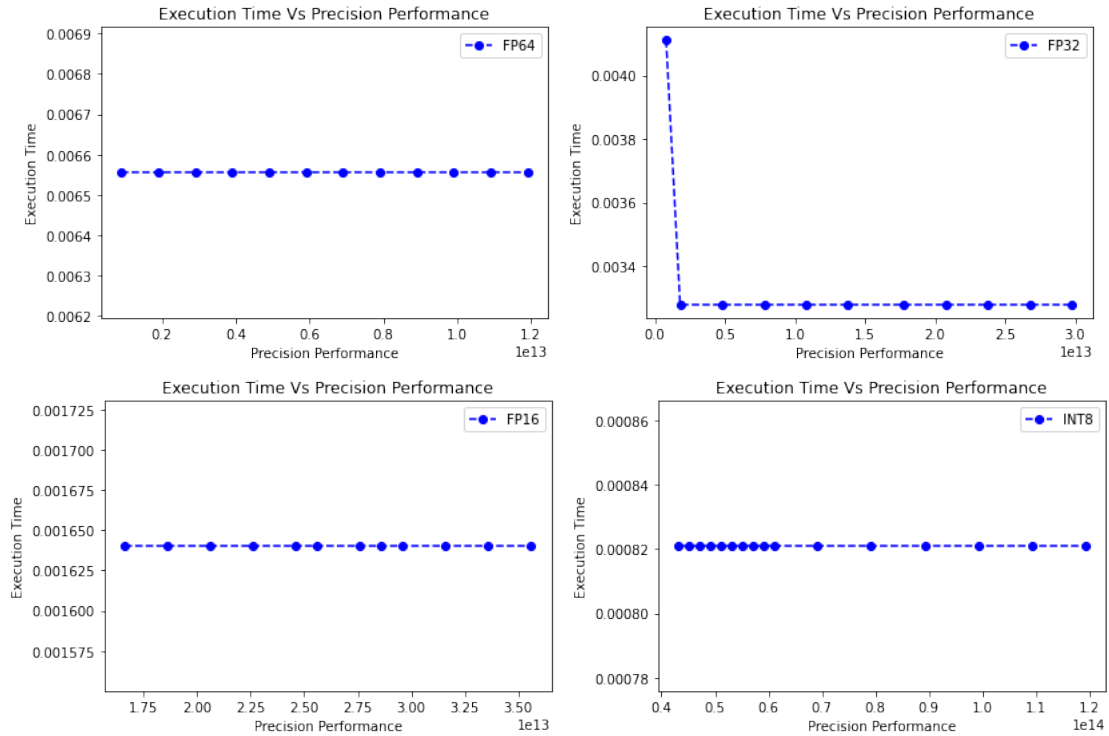 Execution Time Vs Precision Performance
FP64
0.0069
0.0068
0.0067
0.0066
0.0065
0.0064
0.0063
0.0062
Execution Time
0.2 0.4 0.6 0.8 1.0 1.2
Precision Performance
1e13
Execution Time Vs Precision Performance
FP32
0.0040
0.0038
0.0036
0.0034
Execution Time
0.0 0.5 1.0 1.5 2.0 2.5 3.0
Precision Performance
1e13
Execution Time Vs Precision Performance
FP16
0.001725
0.001700
0.001675
0.001650
0.001625
0.001600
0.001575
Execution Time
1.75 2.00 2.25 2.50 2.75 3.00 3.25 3.50
Precision Performance
1e13
Execution Time Vs Precision Performance
INT8
0.00086
0.00084
0.00082
0.00080
0.00078
Execution Time
0.4 0.5 0.6 0.7 0.8 0.9 1.0 1.1 1.2
Precision Performance
1e14